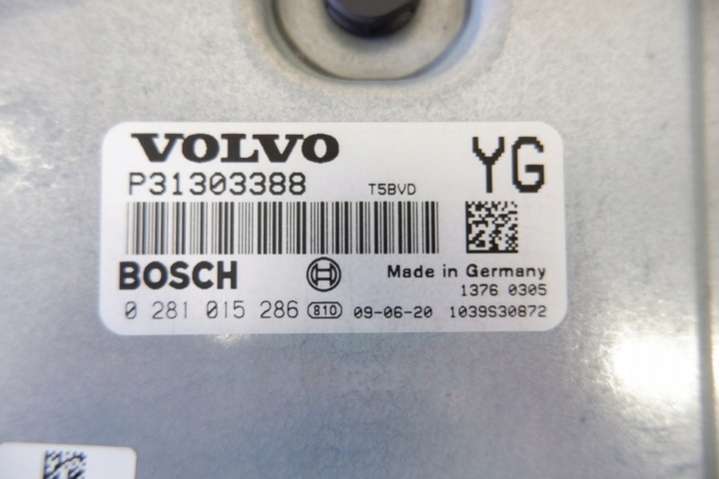 VOLVO
YG
P31303388 T5BVD
BOSCH Made in Germany
1376 0305
0 281 015 286 810 09-06-20 1039S30872